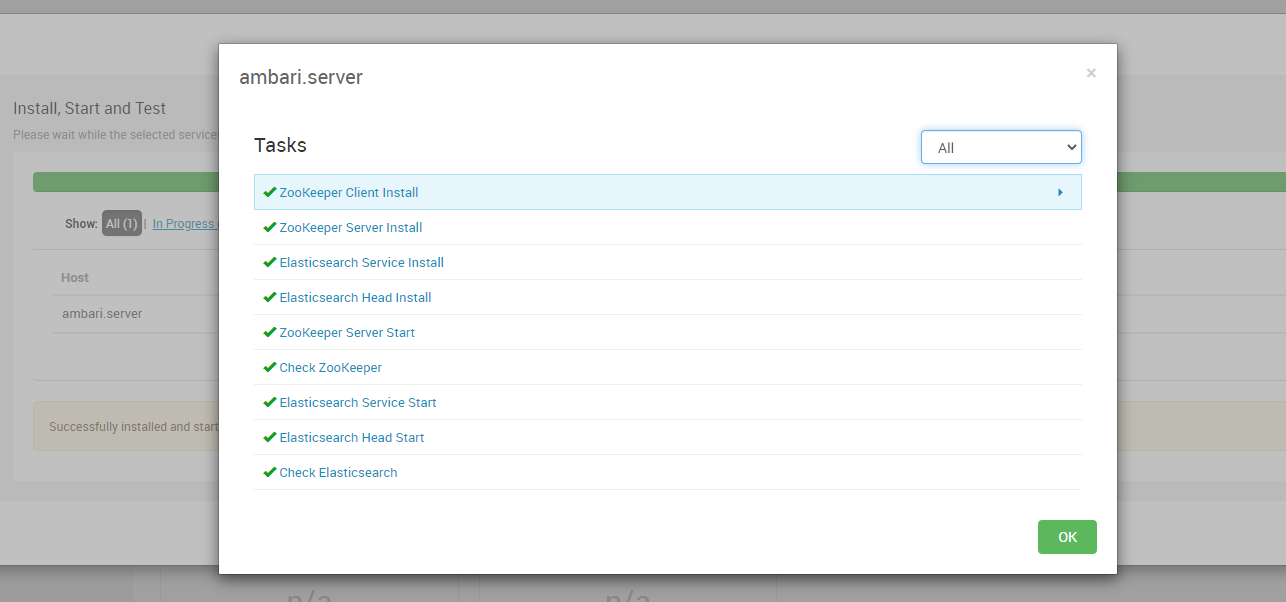 ambari.server
×
Install, Start and Test
Please wait while the selected services
Tasks
All
ZooKeeper Client Install
ZooKeeper Server Install
Show: All (1) | In Progress
Elasticsearch Service Install
Host
Elasticsearch Head Install
ambari.server
ZooKeeper Server Start
Check ZooKeeper
Elasticsearch Service Start
Successfully installed and start
Elasticsearch Head Start
Check Elasticsearch
OK
n/a n/a